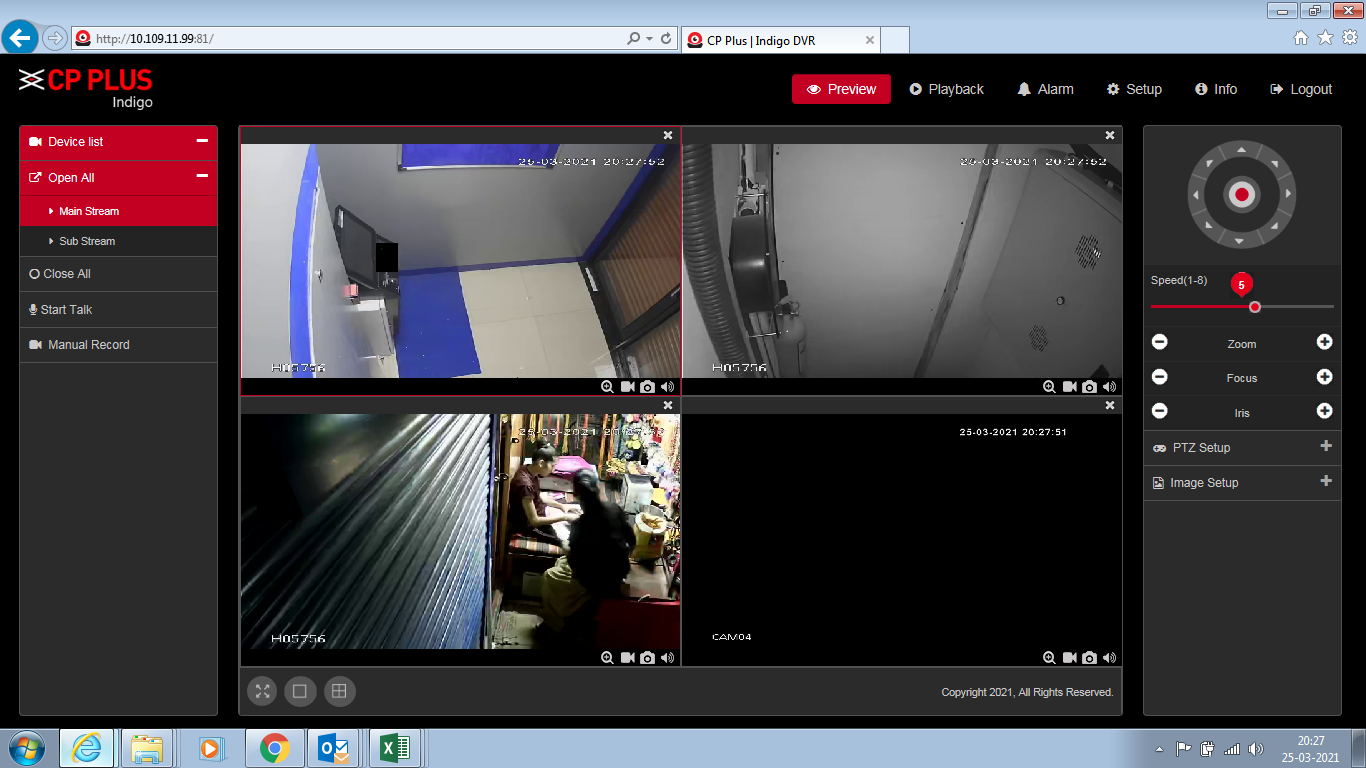 http://10.109.11.99:81/
CP Plus | Indigo DVR
CP PLUS
Indigo
Preview
Playback
Alarm
Setup
Info
Logout
Device list
Open All
Main Stream
Sub Stream
Close All
Start Talk
Manual Record
25-03-2021 20:27:52
H05756
25-03-2021 20:27:52
H05756
25-03-2021 20:27:52
H05756
25-03-2021 20:27:51
CAM04
Speed(1-8)
5
Zoom
Focus
Iris
PTZ Setup
Image Setup
Copyright 2021, All Rights Reserved.
20:27
25-03-2021